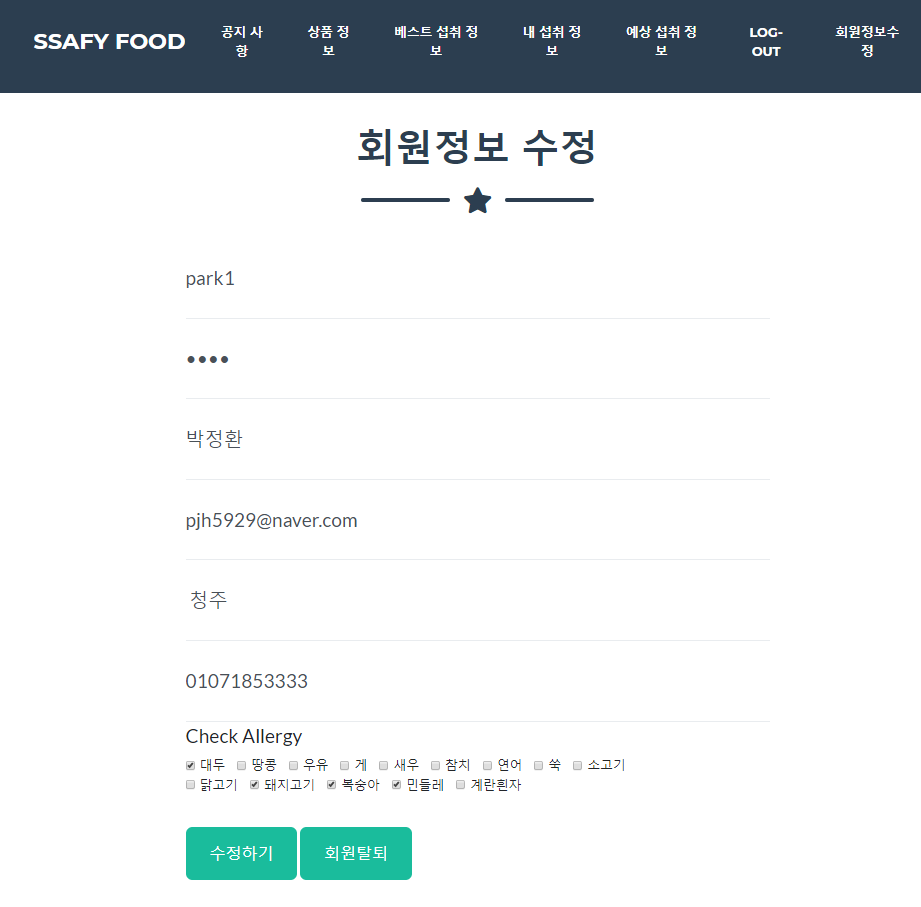 SSAFY FOOD
공지 사
항
상품 정
보
베스트 섭취 정
보
내 섭취 정
보
예상 섭취 정
보
LOG-
OUT
회원정보수
정
회원정보 수정
park1
••••
박정환
pjh5929@naver.com
청주
01071853333
Check Allergy
대두 땅콩 우유 게 새우 참치 연어 쑥 소고기
닭고기 돼지고기 복숭아 민들레 계란흰자
수정하기 회원탈퇴